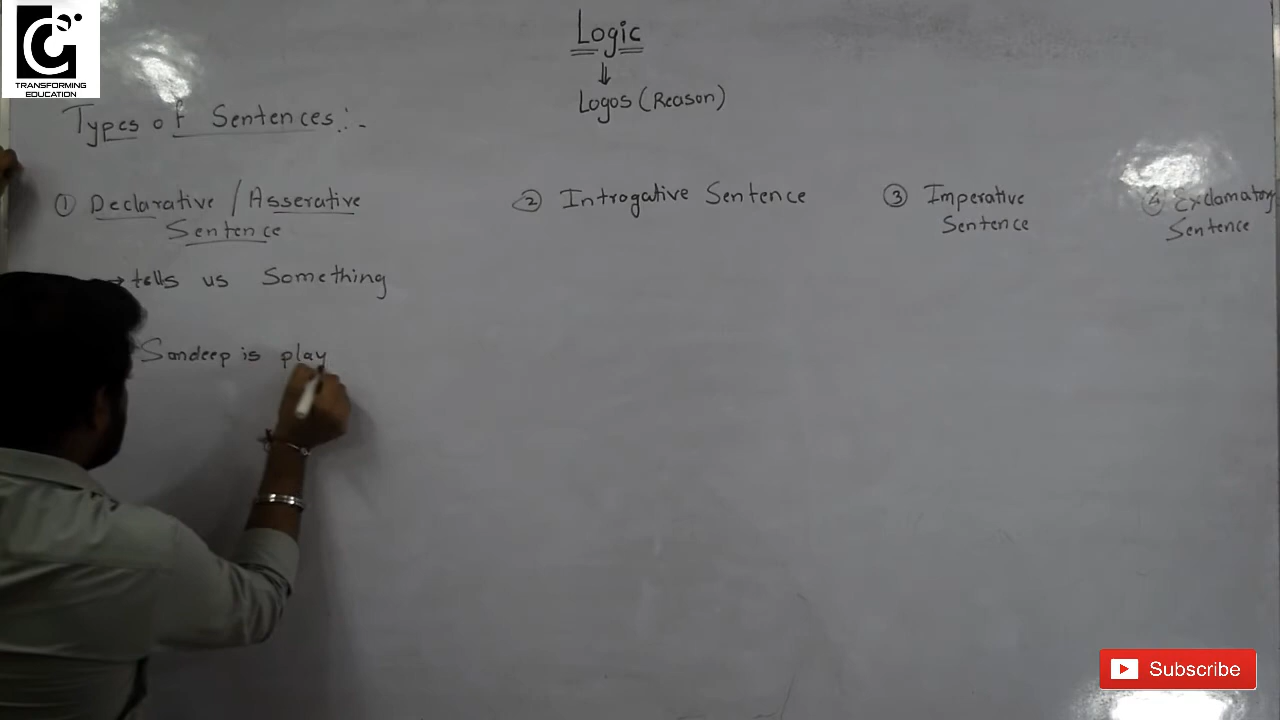 TRANSFORMING
EDUCATION
Logic
⇓
Logos (Reason)
Types of Sentences:-
① Declarative / Asserative
Sentence
→ tells us Something
Sandeep is play
② Introgative Sentence
③ Imperative
Sentence
④ Exclamatory
Sentence
Subscribe